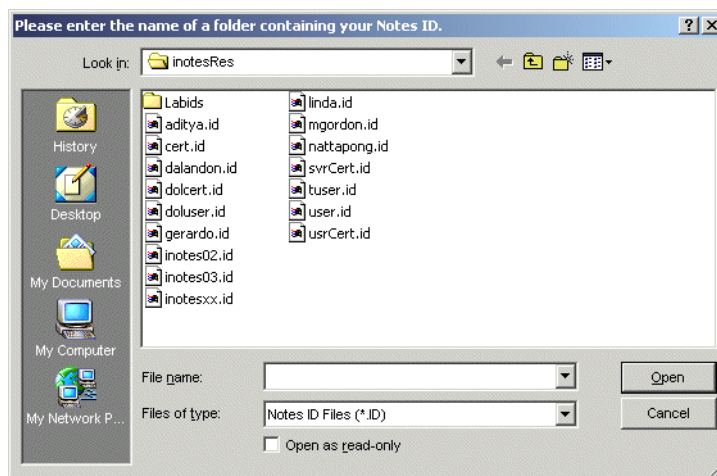 Please enter the name of a folder containing your Notes ID.
Look in: inotesRes
History
Desktop
My Documents
My Computer
My Network P...
Labids
aditya.id
cert.id
dalandon.id
dolcert.id
doluser.id
gerardo.id
inotes02.id
inotes03.id
inotesxx.id
linda.id
mgordon.id
nattapong.id
svrCert.id
tuser.id
user.id
usrCert.id
File name:
Open
Files of type: Notes ID Files (*.ID)
Cancel
Open as read-only